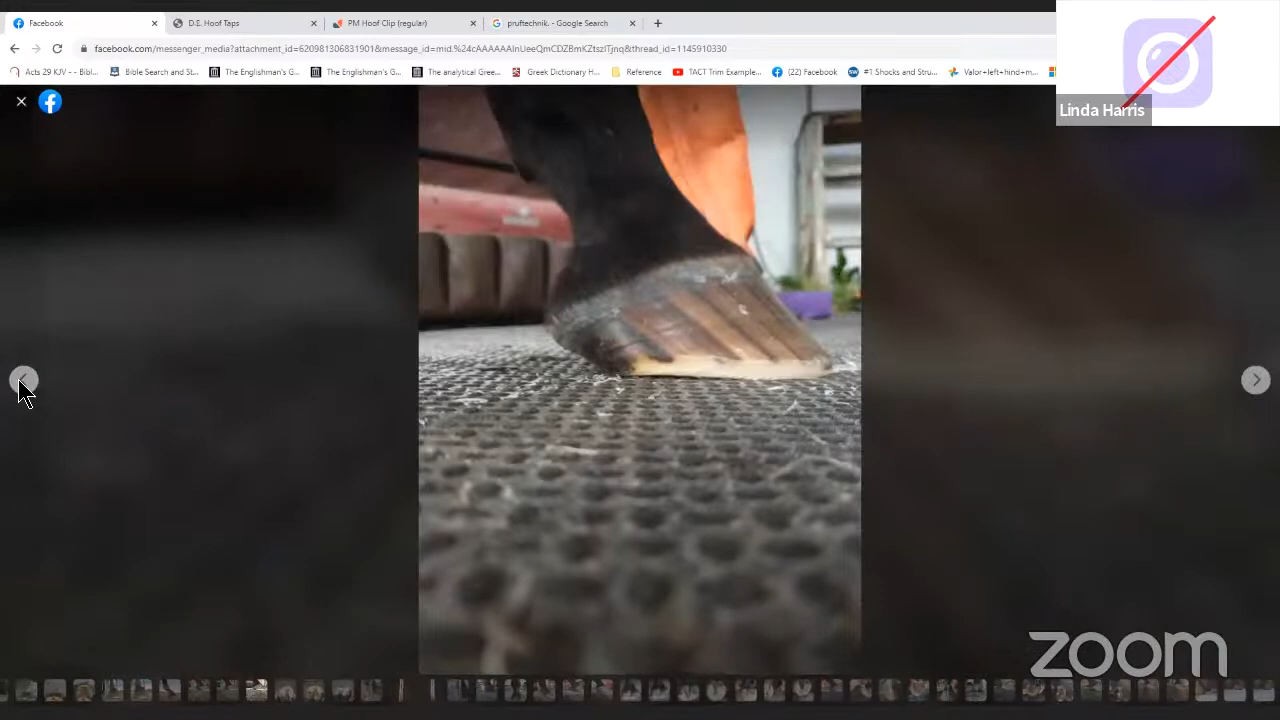 Facebook
D.E. Hoof Taps
PM Hoof Clip (regular)
pruftechnik. - Google Search
facebook.com/messenger_media?attachment_id=620981306831901&message_id=mid.%24cAAAAAAInUeeQmCDZBmKZtszlTjnq&thread_id=1145910330
Acts 29 KJV -- Bibl...
Bible Search and St...
The Englishman's G...
The Englishman's G...
The analytical Gree...
Greek Dictionary H...
Reference
TACT Trim Example...
(22) Facebook
#1 Shocks and Stru...
Valor+left+hind+m...
Linda Harris
zoom